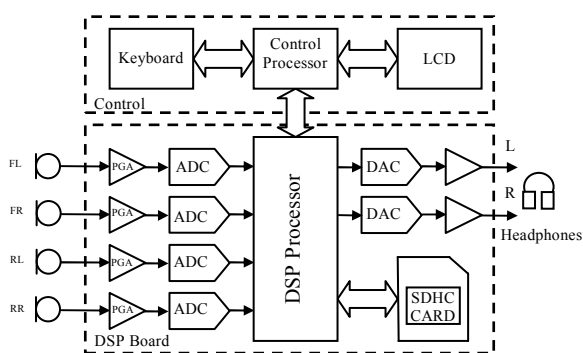 Keyboard
Control
Processor
LCD
Control
FL
PGA
ADC
DAC
L
FR
PGA
ADC
DAC
R
Headphones
RL
PGA
ADC
RR
PGA
ADC
DSP Processor
SDHC
CARD
DSP Board